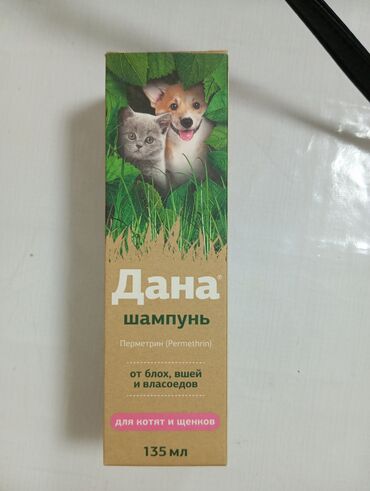 Дана®
шампунь
Перметрин (Permethrin)
от блох, вшей
и власоедов
для котят и щенков
135 мл